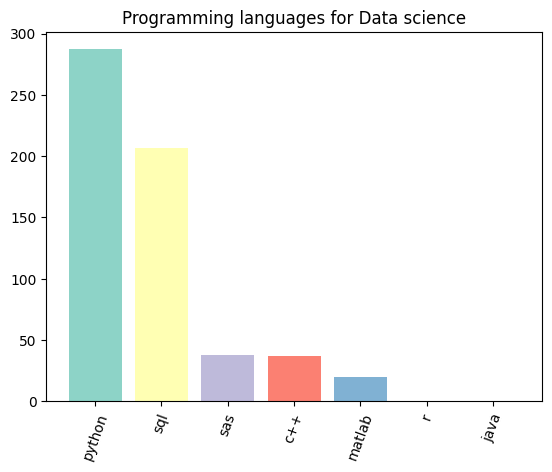 Programming languages for Data science
300
250
200
150
100
50
0
python
sql
sas
c++
matlab
r
java